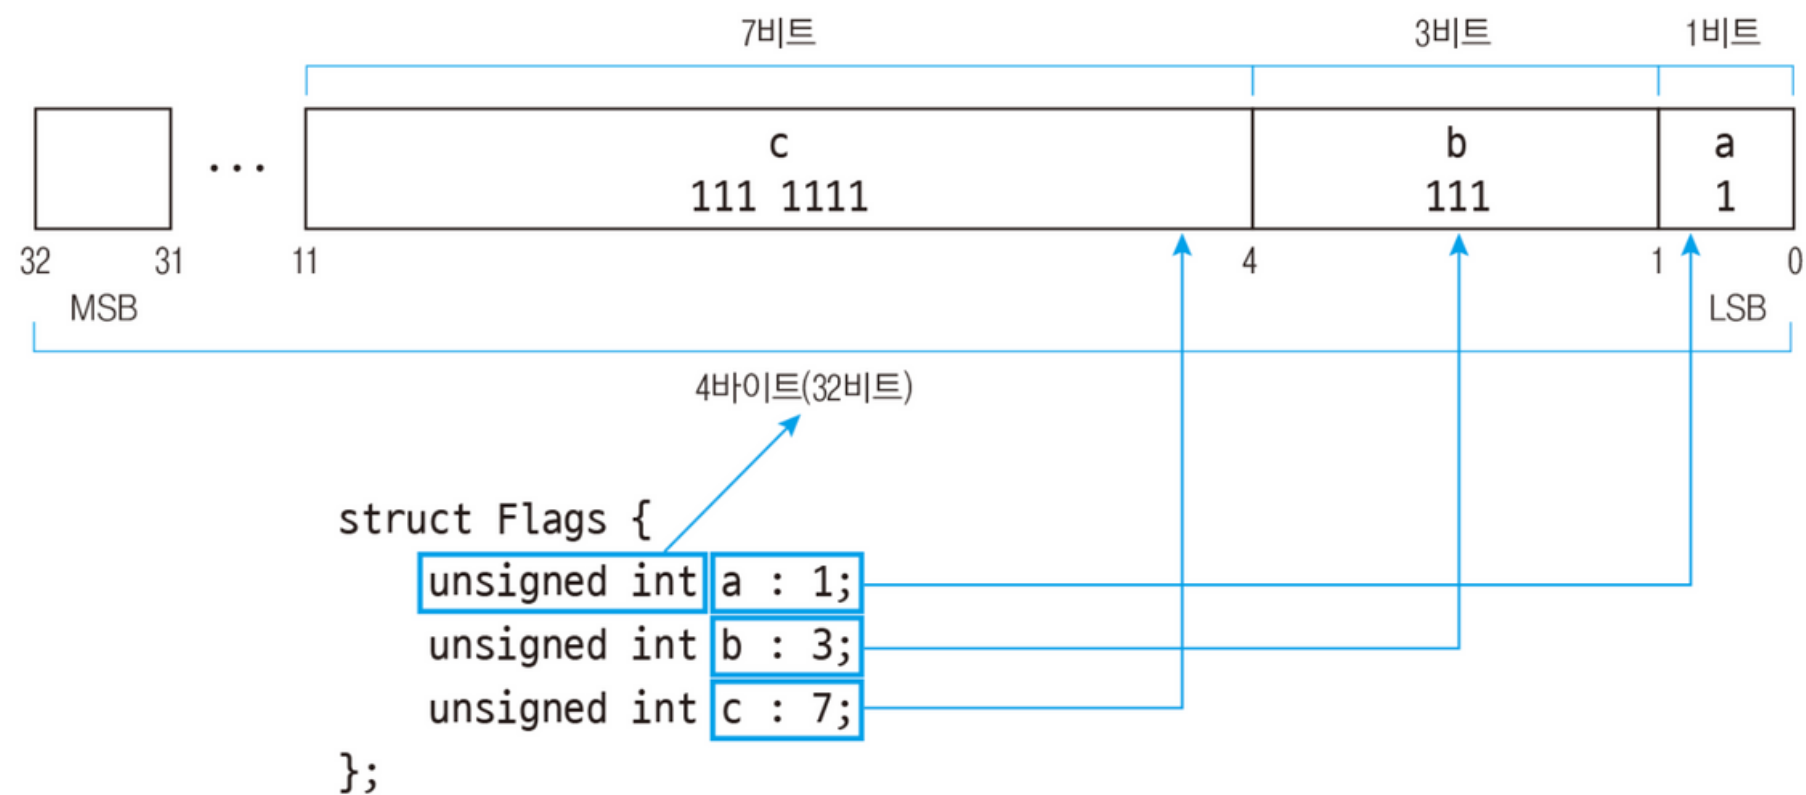 7비트 3비트 1비트
c b a
... 111 1111 111 1
32 31 11 4 1 0
MSB LSB
4바이트(32비트)
struct Flags {
unsigned int a : 1;
unsigned int b : 3;
unsigned int c : 7;
};